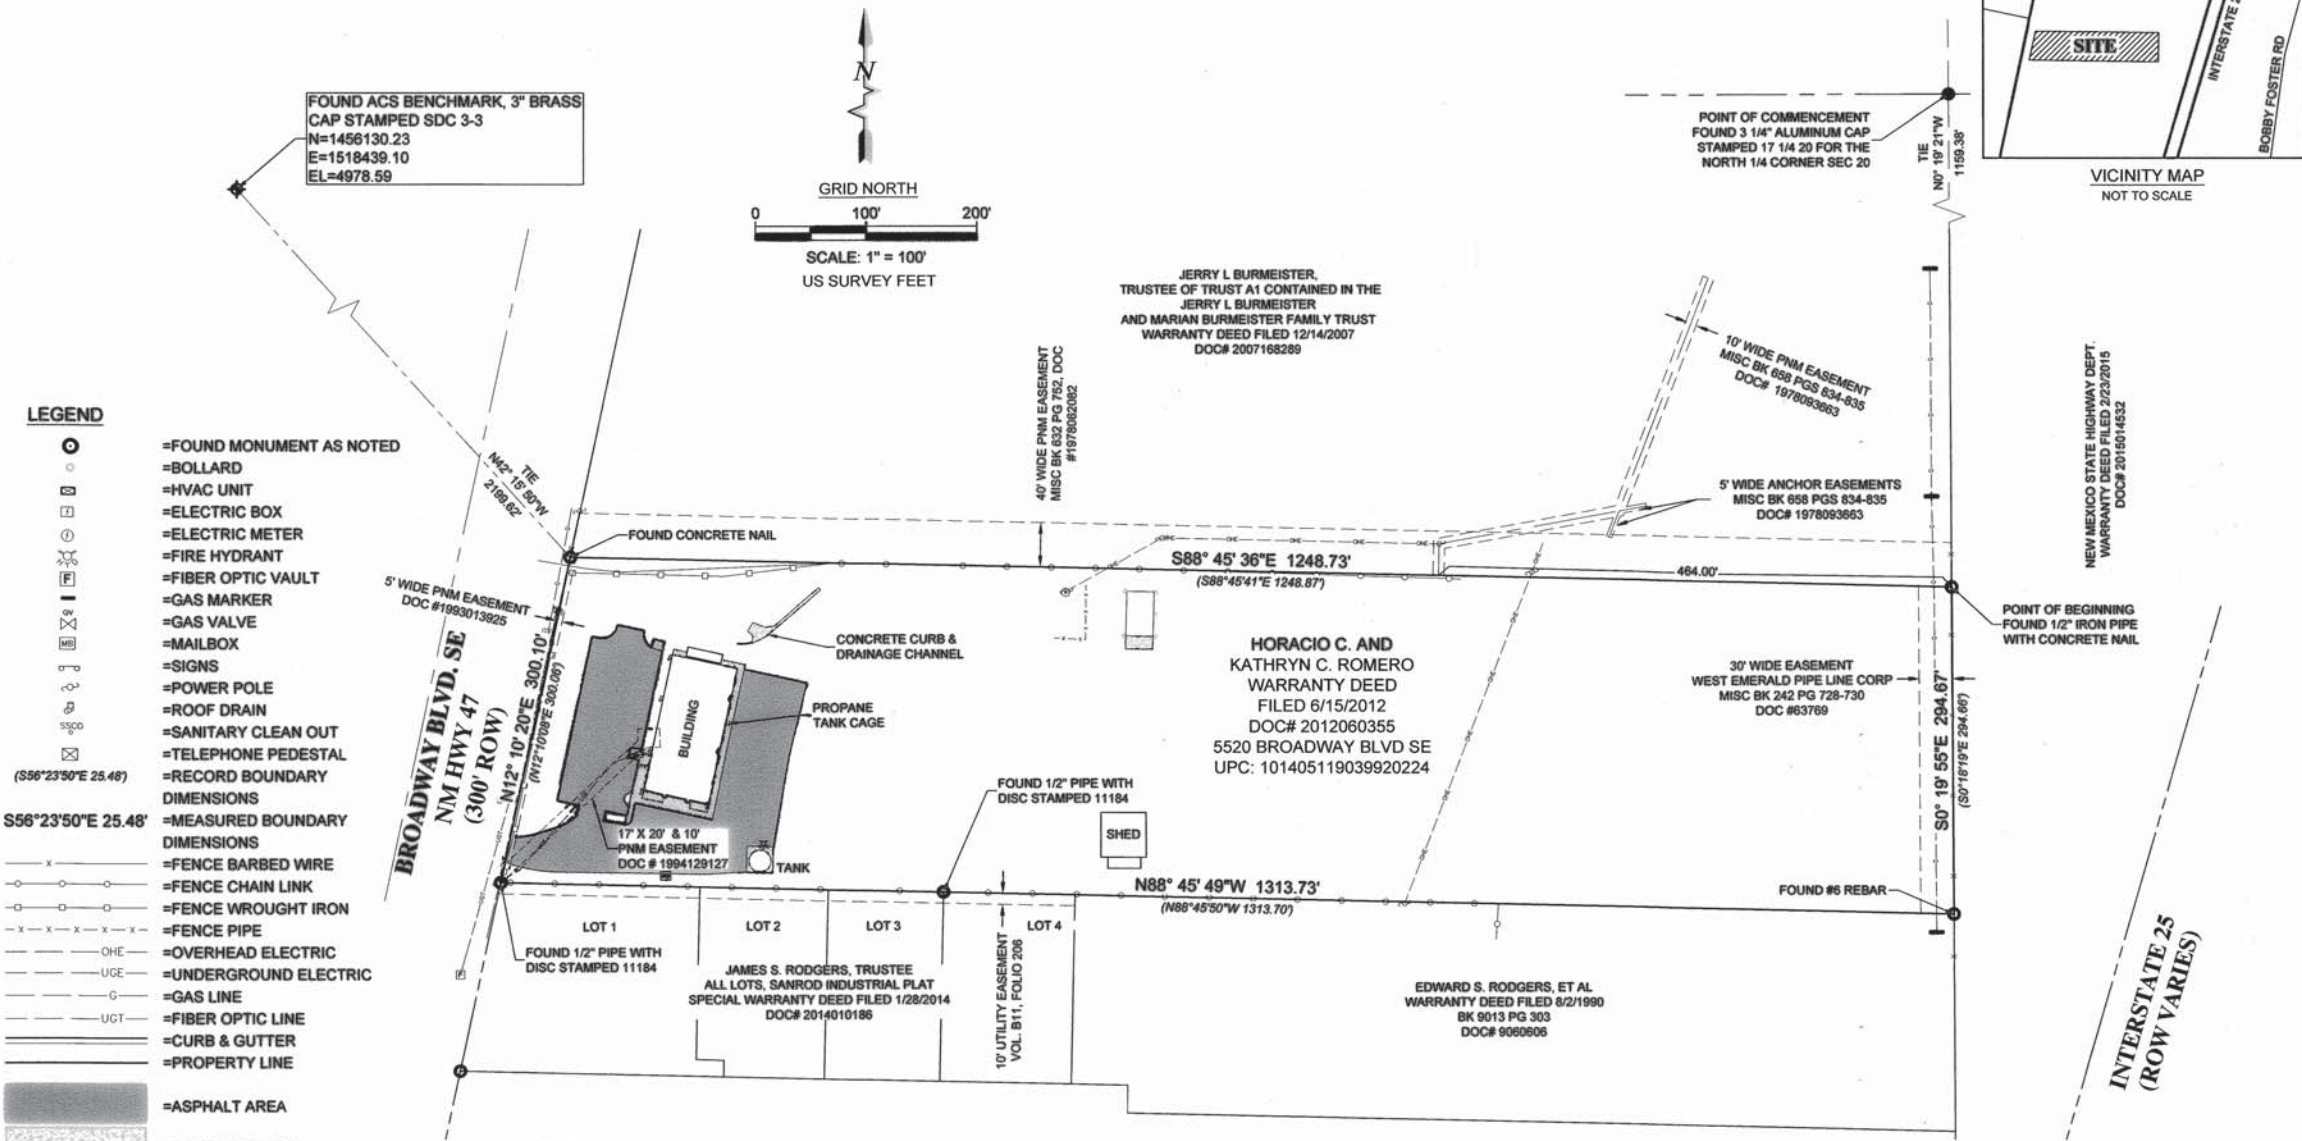 FOUND ACS BENCHMARK, 3" BRASS
CAP STAMPED SDC 3-3
N=1456130.23
E=1518439.10
EL=4978.59
N
GRID NORTH
0 100' 200'
SCALE: 1" = 100'
US SURVEY FEET
POINT OF COMMENCEMENT
FOUND 3 1/4" ALUMINUM CAP
STAMPED 17 1/4 20 FOR THE
NORTH 1/4 CORNER SEC 20
TIE
N0° 19' 21"W
1159.38'
SITE
INTERSTATE
BOBBY FOSTER RD
VICINITY MAP
NOT TO SCALE
JERRY L BURMEISTER,
TRUSTEE OF TRUST A1 CONTAINED IN THE
JERRY L BURMEISTER
AND MARIAN BURMEISTER FAMILY TRUST
WARRANTY DEED FILED 12/14/2007
DOC# 2007168289
40' WIDE PNM EASEMENT
MISC BK 632 PG 752, DOC
#1978062082
10' WIDE PNM EASEMENT
MISC BK 658 PGS 834-835
DOC# 1978093663
5' WIDE ANCHOR EASEMENTS
MISC BK 658 PGS 834-835
DOC# 1978093663
NEW MEXICO STATE HIGHWAY DEPT.
WARRANTY DEED FILED 2/23/2015
DOC# 2015014532
LEGEND
=FOUND MONUMENT AS NOTED
=BOLLARD
=HVAC UNIT
=ELECTRIC BOX
=ELECTRIC METER
=FIRE HYDRANT
F =FIBER OPTIC VAULT
=GAS MARKER
GV =GAS VALVE
MB =MAILBOX
=SIGNS
=POWER POLE
=ROOF DRAIN
SSCO =SANITARY CLEAN OUT
=TELEPHONE PEDESTAL
(S56°23'50"E 25.48') =RECORD BOUNDARY
DIMENSIONS
S56°23'50"E 25.48' =MEASURED BOUNDARY
DIMENSIONS
x =FENCE BARBED WIRE
=FENCE CHAIN LINK
=FENCE WROUGHT IRON
x x x x x =FENCE PIPE
OHE =OVERHEAD ELECTRIC
UGE =UNDERGROUND ELECTRIC
G =GAS LINE
UGT =FIBER OPTIC LINE
=CURB & GUTTER
=PROPERTY LINE
=ASPHALT AREA
TIE
N42° 15' 50"W
2199.62'
FOUND CONCRETE NAIL
S88° 45' 36"E 1248.73'
(S88°45'41"E 1248.87')
464.00'
5' WIDE PNM EASEMENT
DOC #1993013925
BROADWAY BLVD. SE
NM HWY 47
(300' ROW)
N12° 10' 20"E 300.10'
(N12°10'08"E 300.06')
CONCRETE CURB &
DRAINAGE CHANNEL
BUILDING
PROPANE
TANK CAGE
HORACIO C. AND
KATHRYN C. ROMERO
WARRANTY DEED
FILED 6/15/2012
DOC# 2012060355
5520 BROADWAY BLVD SE
UPC: 101405119039920224
POINT OF BEGINNING
FOUND 1/2" IRON PIPE
WITH CONCRETE NAIL
30' WIDE EASEMENT
WEST EMERALD PIPE LINE CORP
MISC BK 242 PG 728-730
DOC #63769
S0° 19' 55"E 294.67'
(S0°18'19"E 294.66')
17' X 20' & 10'
PNM EASEMENT
DOC # 1994129127
TANK
FOUND 1/2" PIPE WITH
DISC STAMPED 11184
SHED
N88° 45' 49"W 1313.73'
(N88°45'50"W 1313.70')
FOUND #6 REBAR
LOT 1
LOT 2
LOT 3
LOT 4
FOUND 1/2" PIPE WITH
DISC STAMPED 11184
JAMES S. RODGERS, TRUSTEE
ALL LOTS, SANROD INDUSTRIAL PLAT
SPECIAL WARRANTY DEED FILED 1/28/2014
DOC# 2014010186
10' UTILITY EASEMENT
VOL. B11, FOLIO 206
EDWARD S. RODGERS, ET AL
WARRANTY DEED FILED 8/2/1990
BK 9013 PG 303
DOC# 9060606
INTERSTATE 25
(ROW VARIES)